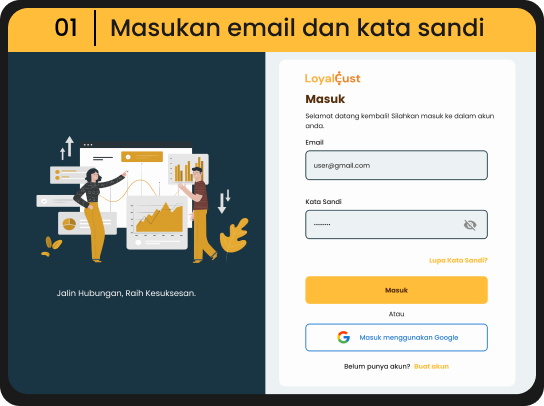 01 Masukan email dan kata sandi
LoyalCust
Masuk
Selamat datang kembali! Silahkan masuk ke dalam akun
anda.
Email
user@gmail.com
Kata Sandi
Lupa Kata Sandi?
Masuk
Atau
Masuk menggunakan Google
Belum punya akun? Buat akun
Jalin Hubungan, Raih Kesuksesan.